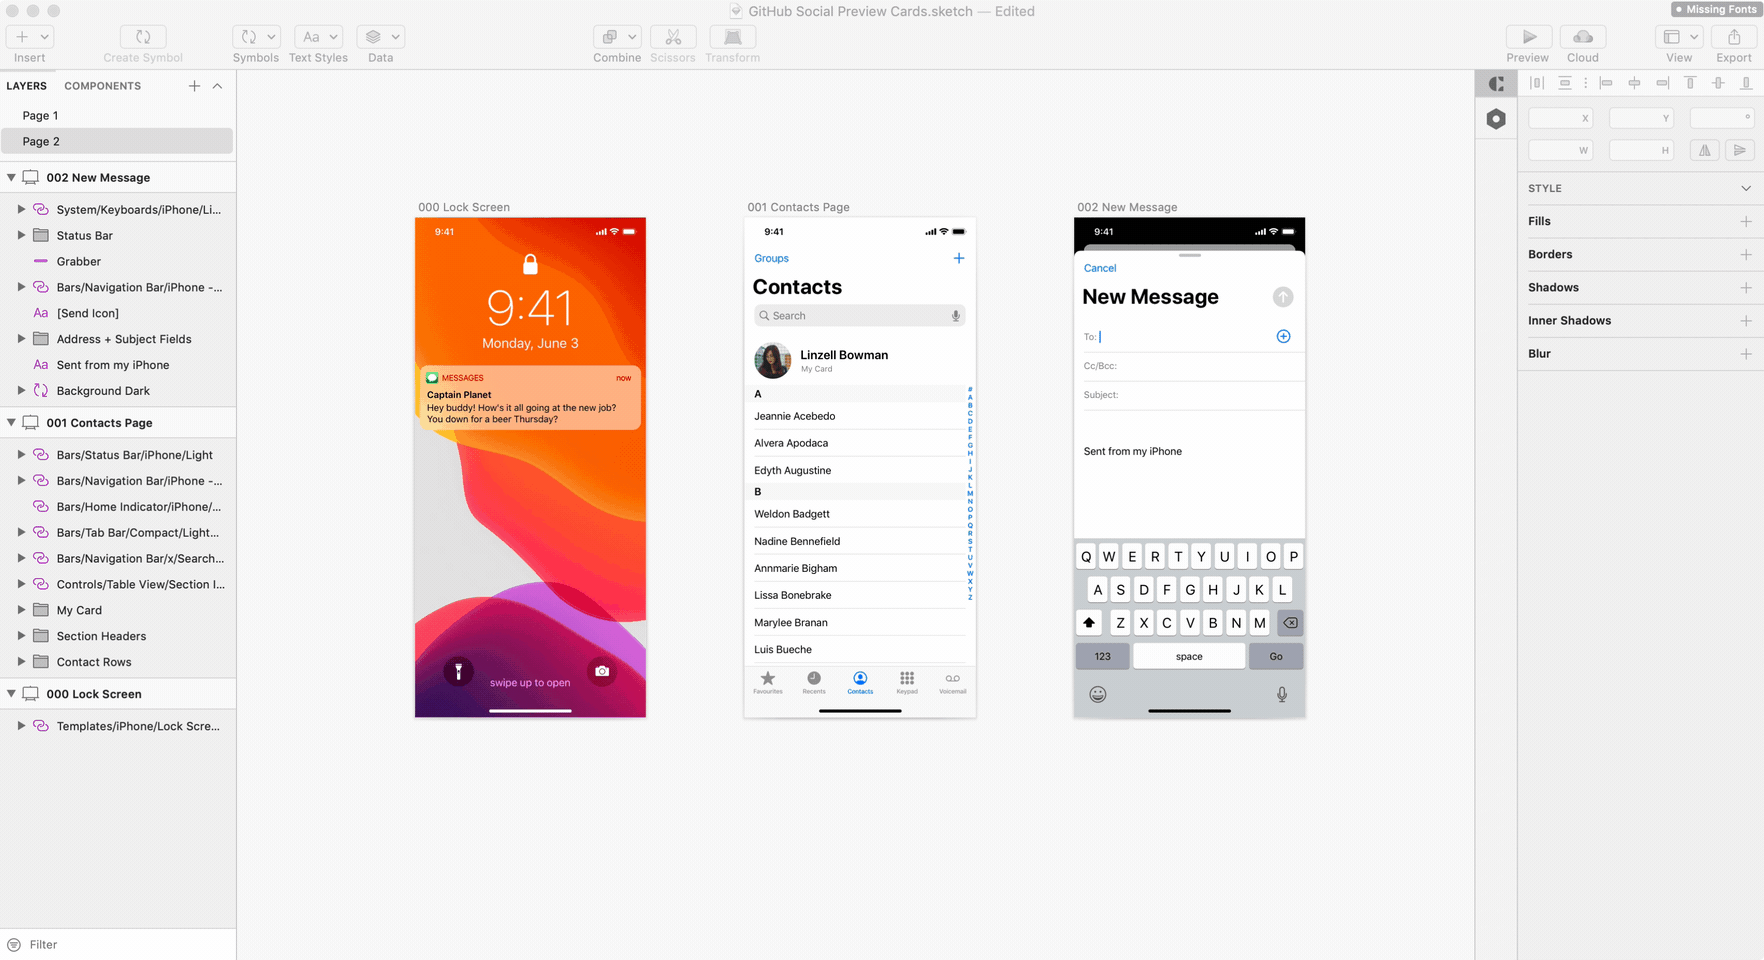 GitHub Social Preview Cards.sketch — Edited
Missing Fonts
Insert
Create Symbol
Symbols
Aa
Text Styles
Data
Combine
Scissors
Transform
Preview
Cloud
View
Export
LAYERS
COMPONENTS
Page 1
Page 2
002 New Message
System/Keyboards/iPhone/Li...
Status Bar
Grabber
Bars/Navigation Bar/iPhone -...
Aa [Send Icon]
Address + Subject Fields
Aa Sent from my iPhone
Background Dark
001 Contacts Page
Bars/Status Bar/iPhone/Light
Bars/Navigation Bar/iPhone -...
Bars/Home Indicator/iPhone/...
Bars/Tab Bar/Compact/Light...
Bars/Navigation Bar/x/Search...
Controls/Table View/Section I...
My Card
Section Headers
Contact Rows
000 Lock Screen
Templates/iPhone/Lock Scre...
Filter
000 Lock Screen
9:41
9:41
Monday, June 3
MESSAGES now
Captain Planet
Hey buddy! How's it all going at the new job?
You down for a beer Thursday?
swipe up to open
001 Contacts Page
9:41
Groups
Contacts
Search
Linzell Bowman
My Card
A
Jeannie Acebedo
Alvera Apodaca
Edyth Augustine
B
Weldon Badgett
Nadine Bennefield
Annmarie Bigham
Lissa Bonebrake
Marylee Branan
Luis Bueche
#
A
B
C
D
E
F
G
H
I
J
K
L
M
N
O
P
Q
R
S
T
U
V
W
X
Y
Z
Favourites
Recents
Contacts
Keypad
Voicemail
002 New Message
9:41
Cancel
New Message
To:
Cc/Bcc:
Subject:
Sent from my iPhone
Q W E R T Y U I O P
A S D F G H J K L
Z X C V B N M
123 space Go
X Y °
W H
STYLE
Fills
Borders
Shadows
Inner Shadows
Blur